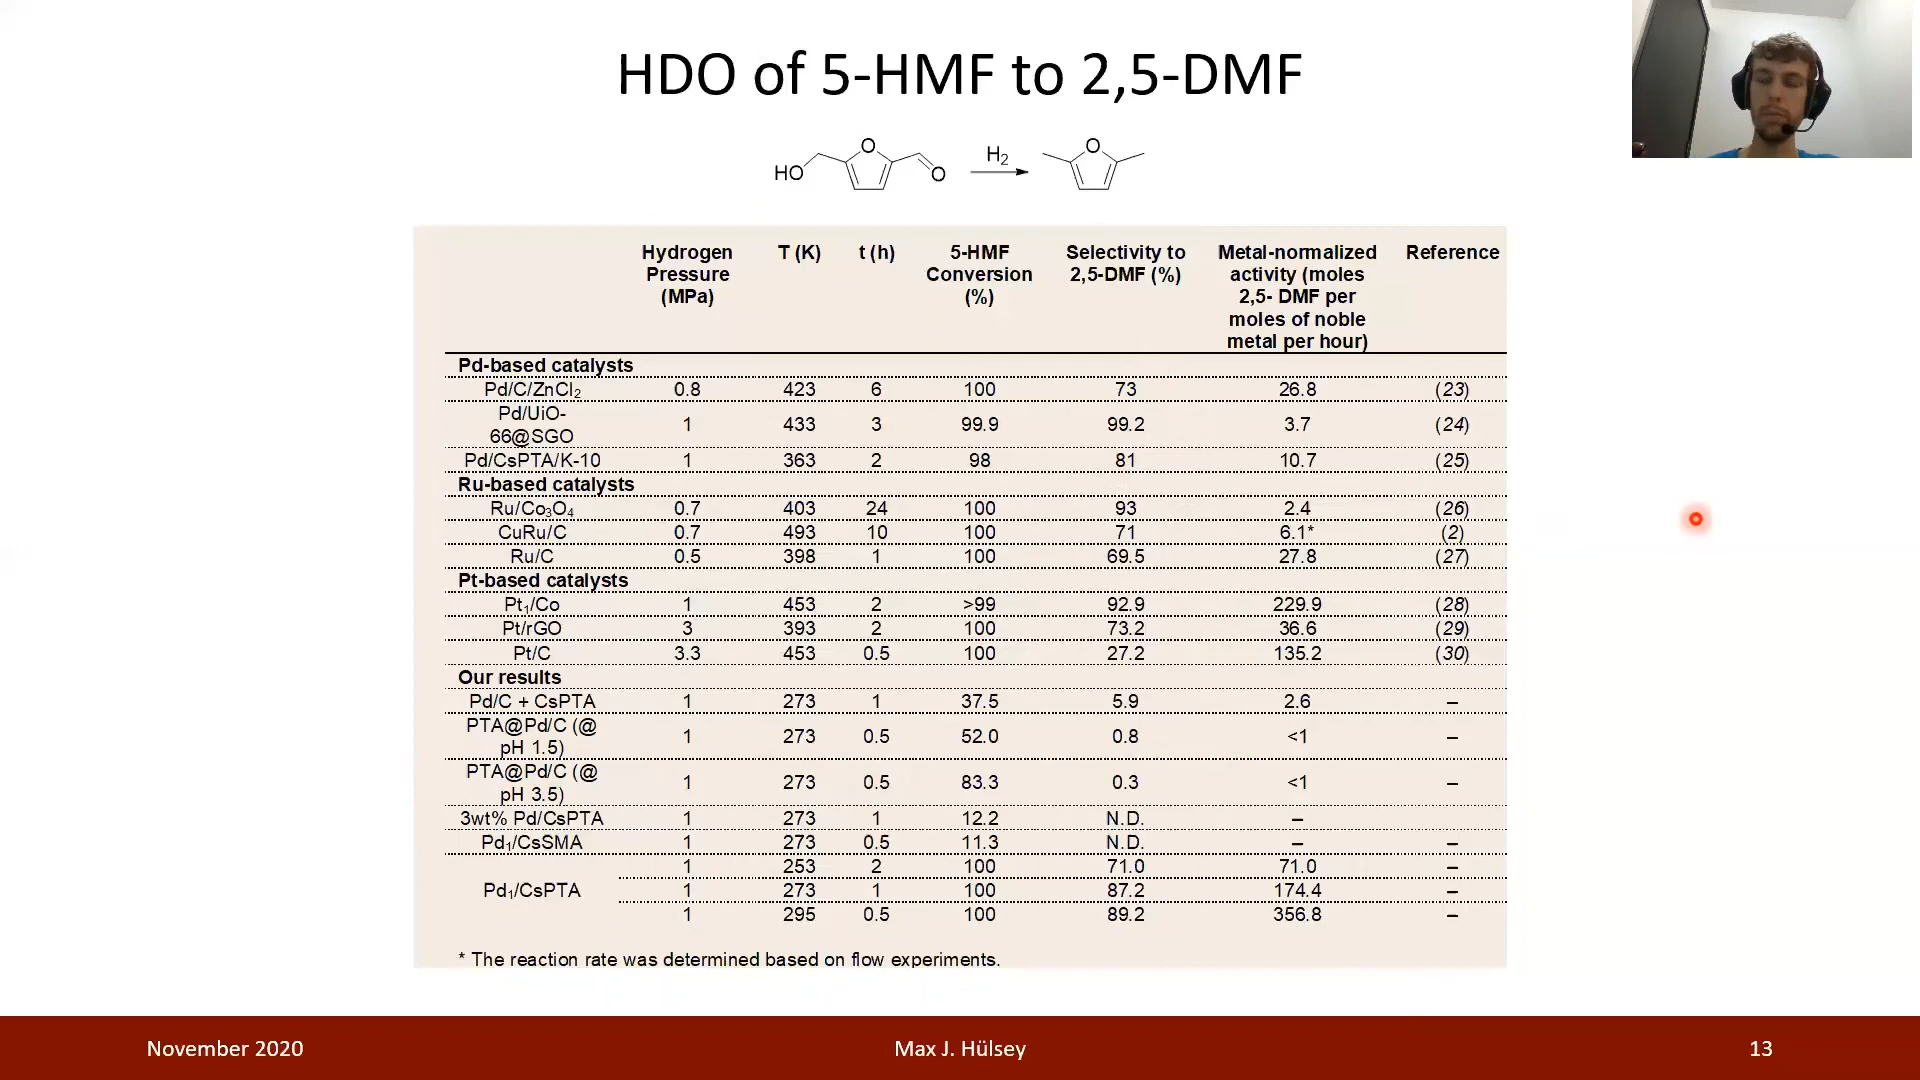 HDO of 5-HMF to 2,5-DMF
HO O O H₂ O
Hydrogen Pressure (MPa) T (K) t (h) 5-HMF Conversion (%) Selectivity to 2,5-DMF (%) Metal-normalized activity (moles 2,5- DMF per moles of noble metal per hour) Reference
Pd-based catalysts
Pd/C/ZnCl₂ 0.8 423 6 100 73 26.8 (23)
Pd/UiO-66@SGO 1 433 3 99.9 99.2 3.7 (24)
Pd/CsPTA/K-10 1 363 2 98 81 10.7 (25)
Ru-based catalysts
Ru/Co₃O₄ 0.7 403 24 100 93 2.4 (26)
CuRu/C 0.7 493 10 100 71 6.1* (2)
Ru/C 0.5 398 1 100 69.5 27.8 (27)
Pt-based catalysts
Pt₁/Co 1 453 2 >99 92.9 229.9 (28)
Pt/rGO 3 393 2 100 73.2 36.6 (29)
Pt/C 3.3 453 0.5 100 27.2 135.2 (30)
Our results
Pd/C + CsPTA 1 273 1 37.5 5.9 2.6 –
PTA@Pd/C (@ pH 1.5) 1 273 0.5 52.0 0.8 <1 –
PTA@Pd/C (@ pH 3.5) 1 273 0.5 83.3 0.3 <1 –
3wt% Pd/CsPTA 1 273 1 12.2 N.D. –
Pd₁/CsSMA 1 273 0.5 11.3 N.D. – –
1 253 2 100 71.0 71.0 –
Pd₁/CsPTA 1 273 1 100 87.2 174.4 –
1 295 0.5 100 89.2 356.8 –
* The reaction rate was determined based on flow experiments.
November 2020 Max J. Hülsey 13